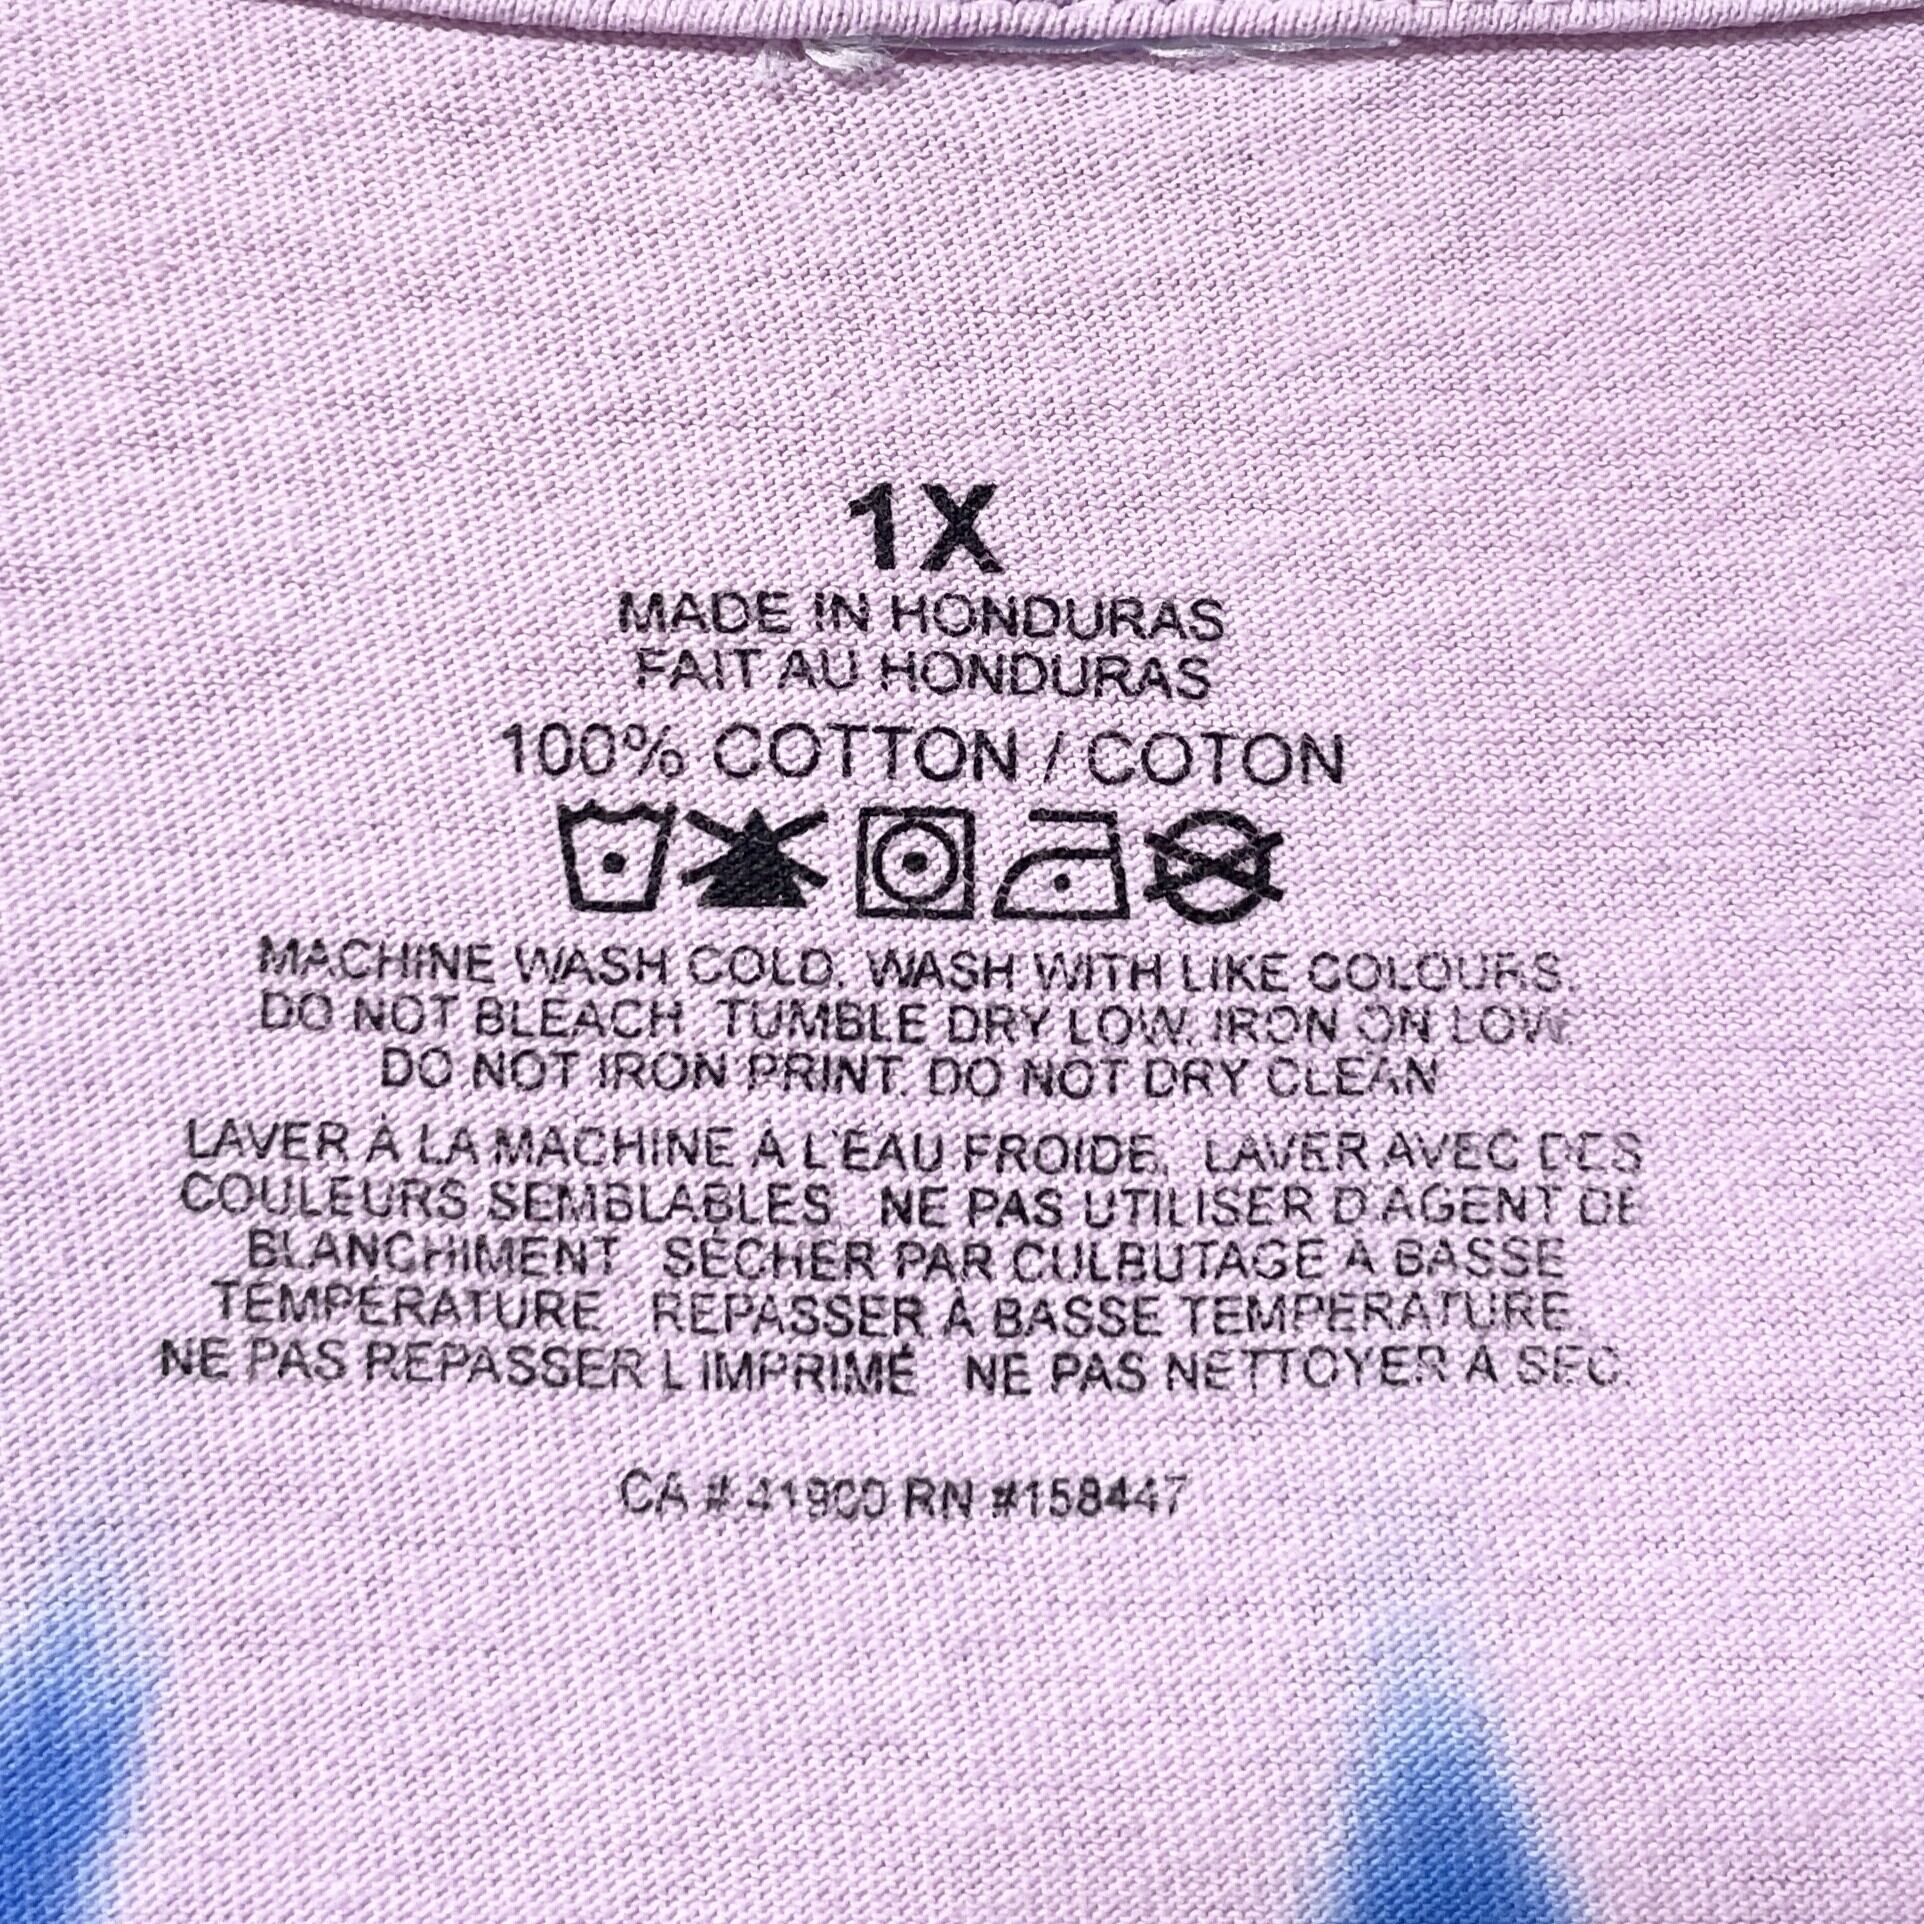 1X
MADE IN HONDURAS
FAIT AU HONDURAS
100% COTTON / COTON
MACHINE WASH COLD. WASH WITH LIKE COLOURS.
DO NOT BLEACH. TUMBLE DRY LOW. IRON ON LOW.
DO NOT IRON PRINT. DO NOT DRY CLEAN
LAVER À LA MACHINE À L'ÉAU FROIDE. LAVER AVEC DES
COULEURS SEMBLABLES NE PAS UTILISER D'AGENT DE
BLANCHIMENT SÉCHER PAR CULBUTAGE À BASSE
TEMPÉRATURE REPASSER À BASSE TEMPÉRATURE
NE PAS REPASSER L'IMPRIMÉ NE PAS NETTOYER À SEC.
CA # 41900 RN #158447